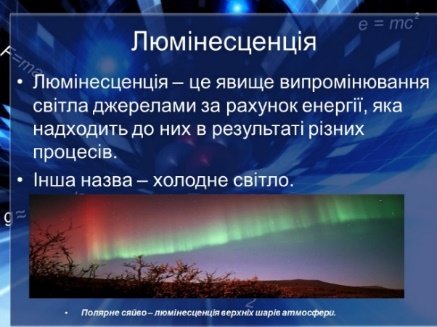 e = mc²
F=mc
Люмінесценція
• Люмінесценція – це явище випромінювання
світла джерелами за рахунок енергії, яка
надходить до них в результаті різних
процесів.
• Інша назва – холодне світло.
g ≈
• Полярне сяйво – люмінесценція верхніх шарів атмосфери.